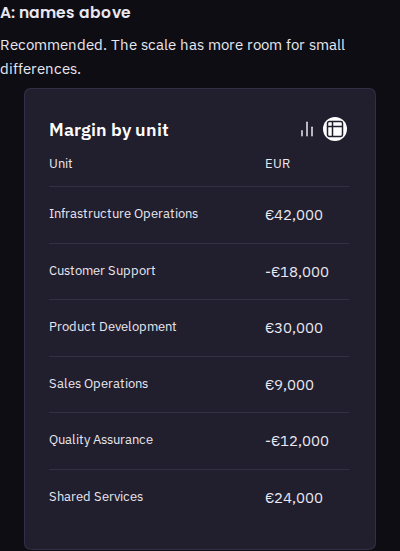 A: names above
Recommended. The scale has more room for small
differences.
Margin by unit
Unit EUR
Infrastructure Operations €42,000
Customer Support -€18,000
Product Development €30,000
Sales Operations €9,000
Quality Assurance -€12,000
Shared Services €24,000